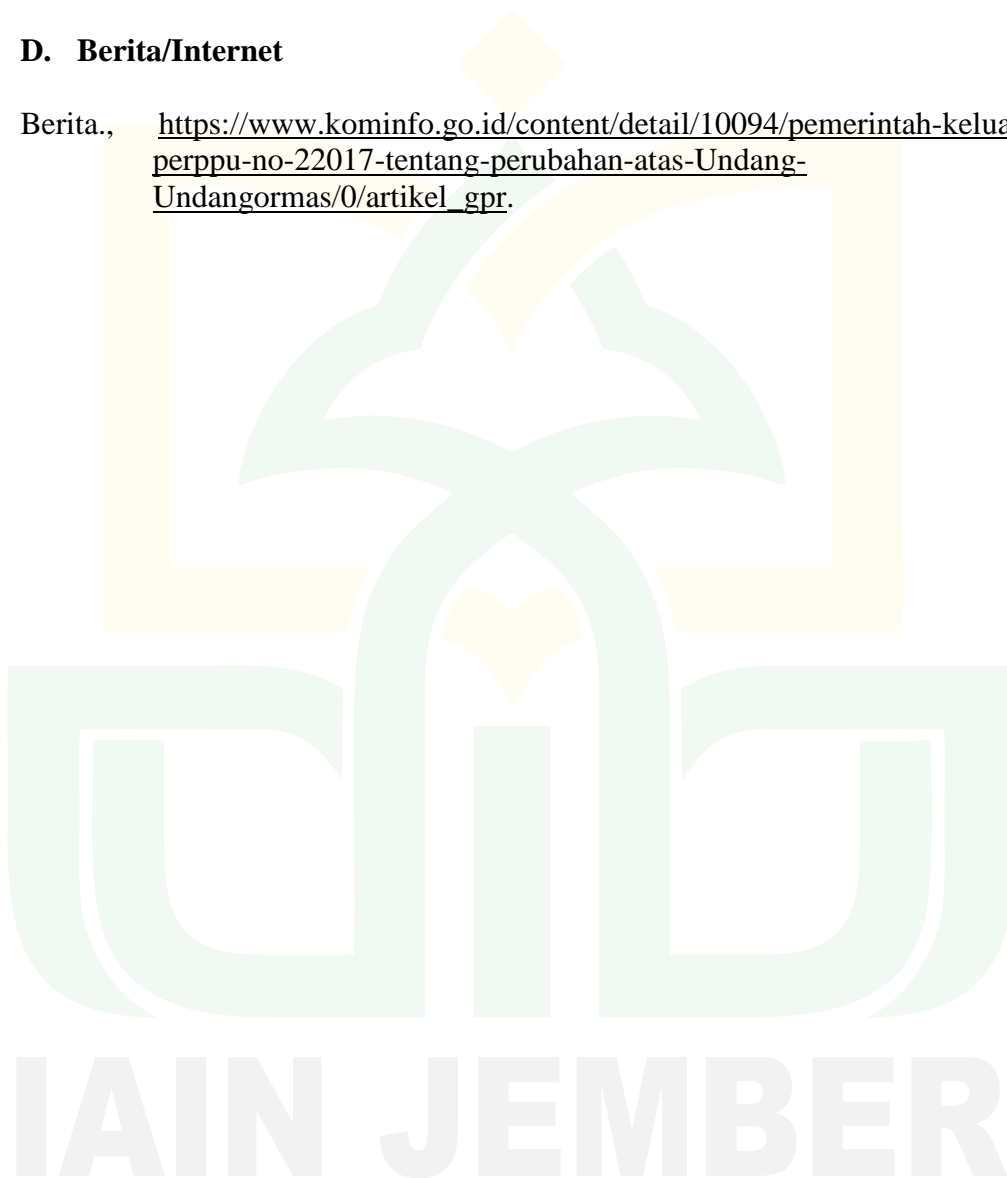 D. Berita/Internet
Berita., https://www.kominfo.go.id/content/detail/10094/pemerintah-kelua
perppu-no-22017-tentang-perubahan-atas-Undang-
Undangormas/0/artikel_gpr.
IAIN JEMBER